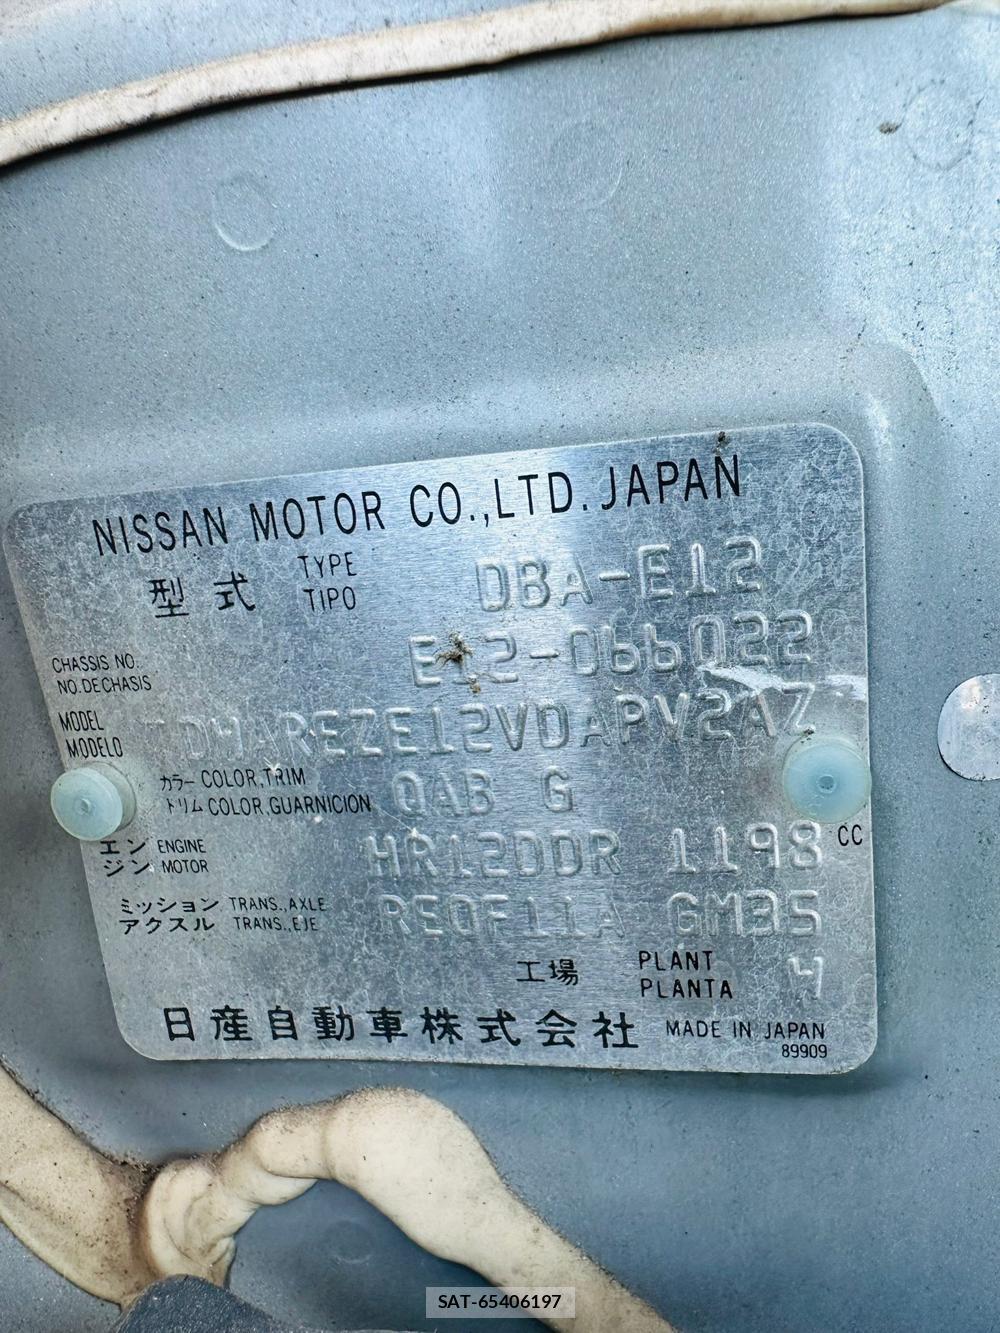 NISSAN MOTOR CO.,LTD. JAPAN
型式 TYPE TIPO DBA-E12
CHASSIS NO. NO.DECHASIS E12-066022
MODEL MODELO DHAREZE12VDAPV2AZ
カラー COLOR,TRIM
トリム COLOR,GUARNICION QAB G
エンジン ENGINE MOTOR HR12DDR 1198 CC
ミッション TRANS.,AXLE
アクスル TRANS.,EJE RE0F11A GM35
工場 PLANT PLANTA 4
日産自動車株式会社 MADE IN JAPAN
89909
SAT-65406197